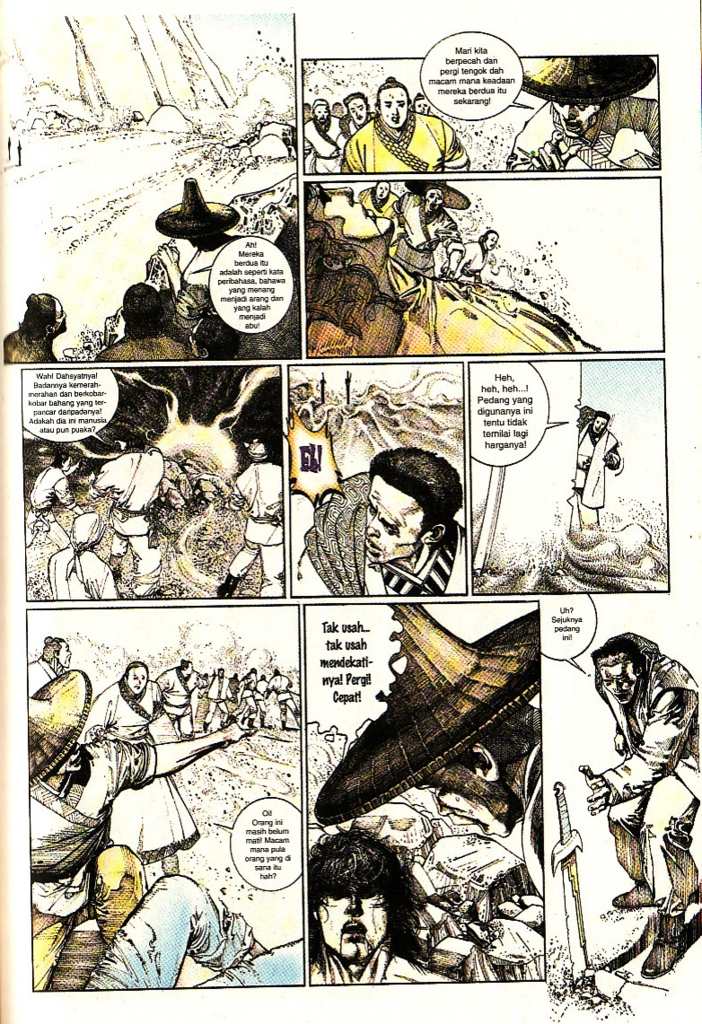 Ah!
Mereka
berdua itu
adalah seperti kata
peribahasa, bahawa
yang menang
menjadi arang dan
yang kalah
menjadi
abu!
Mari kita
berpecah dan
pergi tengok dah
macam mana keadaan
mereka berdua itu
sekarang!
Wah! Dahsyatnya!
Badannya kemerah-
merahan dan berkobar-
kobar bahang yang ter-
pancar daripadanya!
Adakah dia ini manusia
atau pun puaka?
Heh,
heh, heh...!
Pedang yang
digunanya ini
tentu tidak
ternilai lagi
harganya!
Oi!
Orang ini
masih belum
mati! Macam
mana pula
orang yang di
sana itu
hah?
Tak usah...
tak usah
mendekati-
nya! Pergi!
Cepat!
Uh?
Sejuknya
pedang
ini!